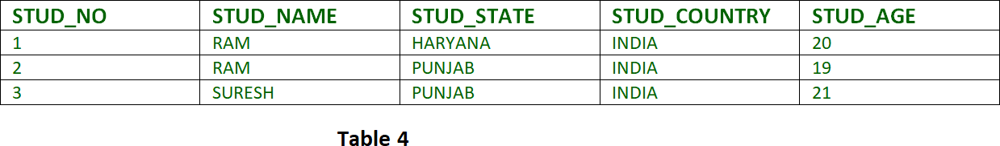 STUD_NO STUD_NAME STUD_STATE STUD_COUNTRY STUD_AGE
1 RAM HARYANA INDIA 20
2 RAM PUNJAB INDIA 19
3 SURESH PUNJAB INDIA 21
Table 4